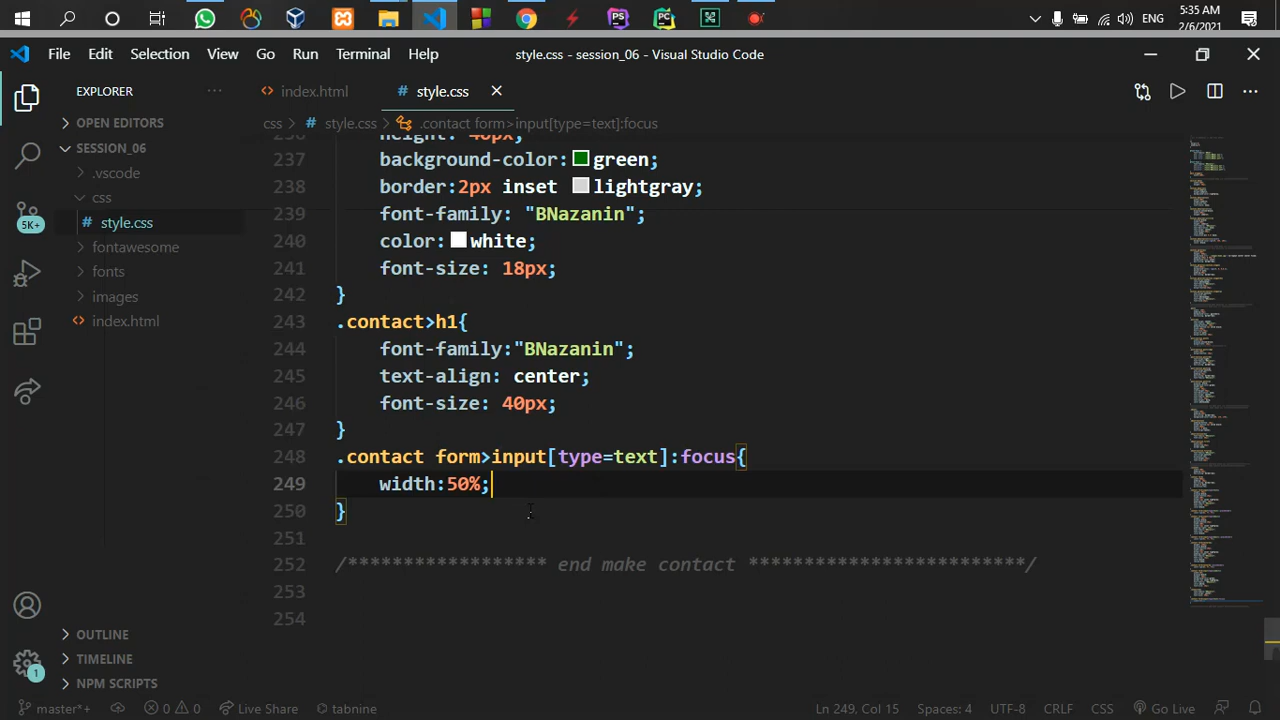 ENG
5:35 AM
2/6/2021
File Edit Selection View Go Run Terminal Help
style.css - session_06 - Visual Studio Code
EXPLORER
index.html
# style.css
OPEN EDITORS
css > # style.css > .contact form>input[type=text]:focus
SESSION_06
.vscode
css
# style.css
fontawesome
fonts
images
index.html
5K+
237 background-color: green;
238 border:2px inset lightgray;
239 font-family: "BNazanin";
240 color: white;
241 font-size: 18px;
242 }
243 .contact>h1{
244 font-family:"BNazanin";
245 text-align: center;
246 font-size: 40px;
247 }
248 .contact form>input[type=text]:focus{
249 width:50%;
250 }
251
252 /****************** end make contact *************************/
253
254
OUTLINE
TIMELINE
NPM SCRIPTS
1
master*+ 0 0 Live Share tabnine
Ln 249, Col 15 Spaces: 4 UTF-8 CRLF CSS Go Live